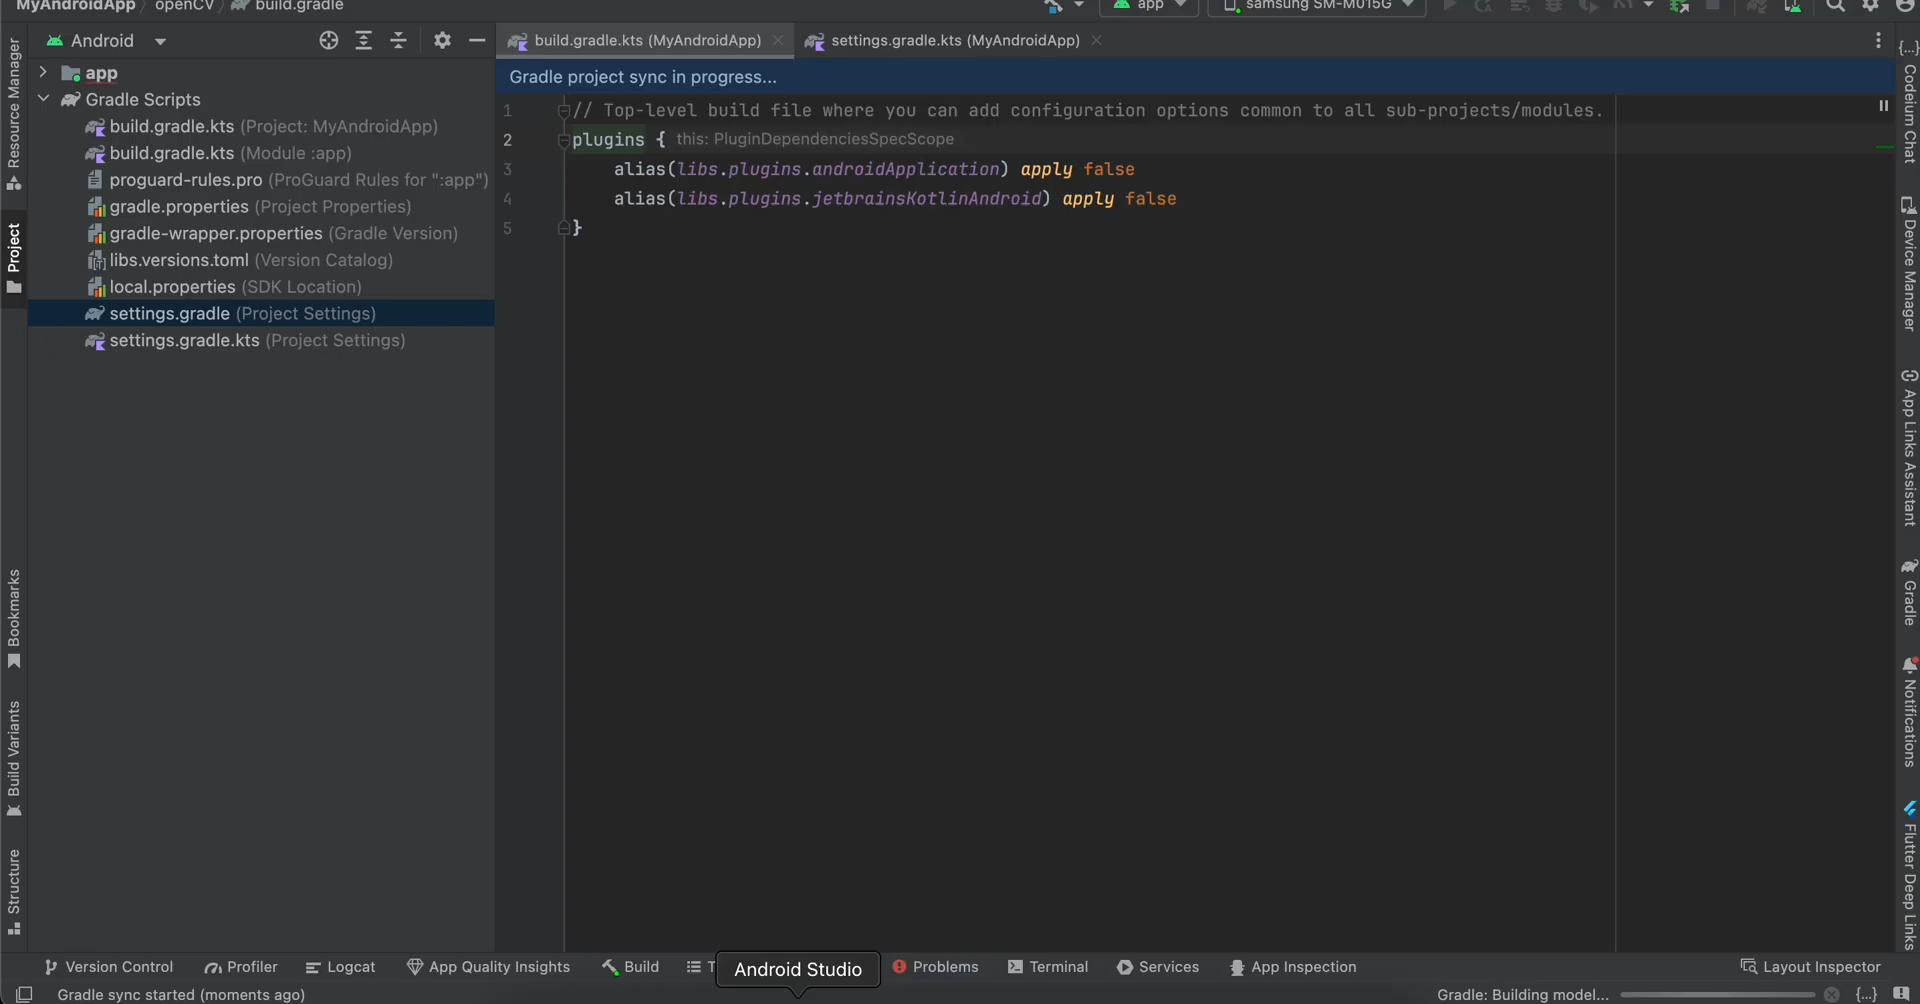 MyAndroidApp openCV build.gradle
app samsung SM-M015G
Android
build.gradle.kts (MyAndroidApp)
settings.gradle.kts (MyAndroidApp)
Resource Manager
Project
Bookmarks
Build Variants
Structure
app
Gradle Scripts
build.gradle.kts (Project: MyAndroidApp)
build.gradle.kts (Module :app)
proguard-rules.pro (ProGuard Rules for ":app")
gradle.properties (Project Properties)
gradle-wrapper.properties (Gradle Version)
libs.versions.toml (Version Catalog)
local.properties (SDK Location)
settings.gradle (Project Settings)
settings.gradle.kts (Project Settings)
Gradle project sync in progress...
1 // Top-level build file where you can add configuration options common to all sub-projects/modules.
2 plugins { this: PluginDependenciesSpecScope
3 alias(libs.plugins.androidApplication) apply false
4 alias(libs.plugins.jetbrainsKotlinAndroid) apply false
5 }
{...}
Codeium Chat
Device Manager
App Links Assistant
Gradle
Notifications
Flutter Deep Links
Version Control
Profiler
Logcat
App Quality Insights
Build
T
Android Studio
Problems
Terminal
Services
App Inspection
Layout Inspector
Gradle sync started (moments ago)
Gradle: Building model...
{...}